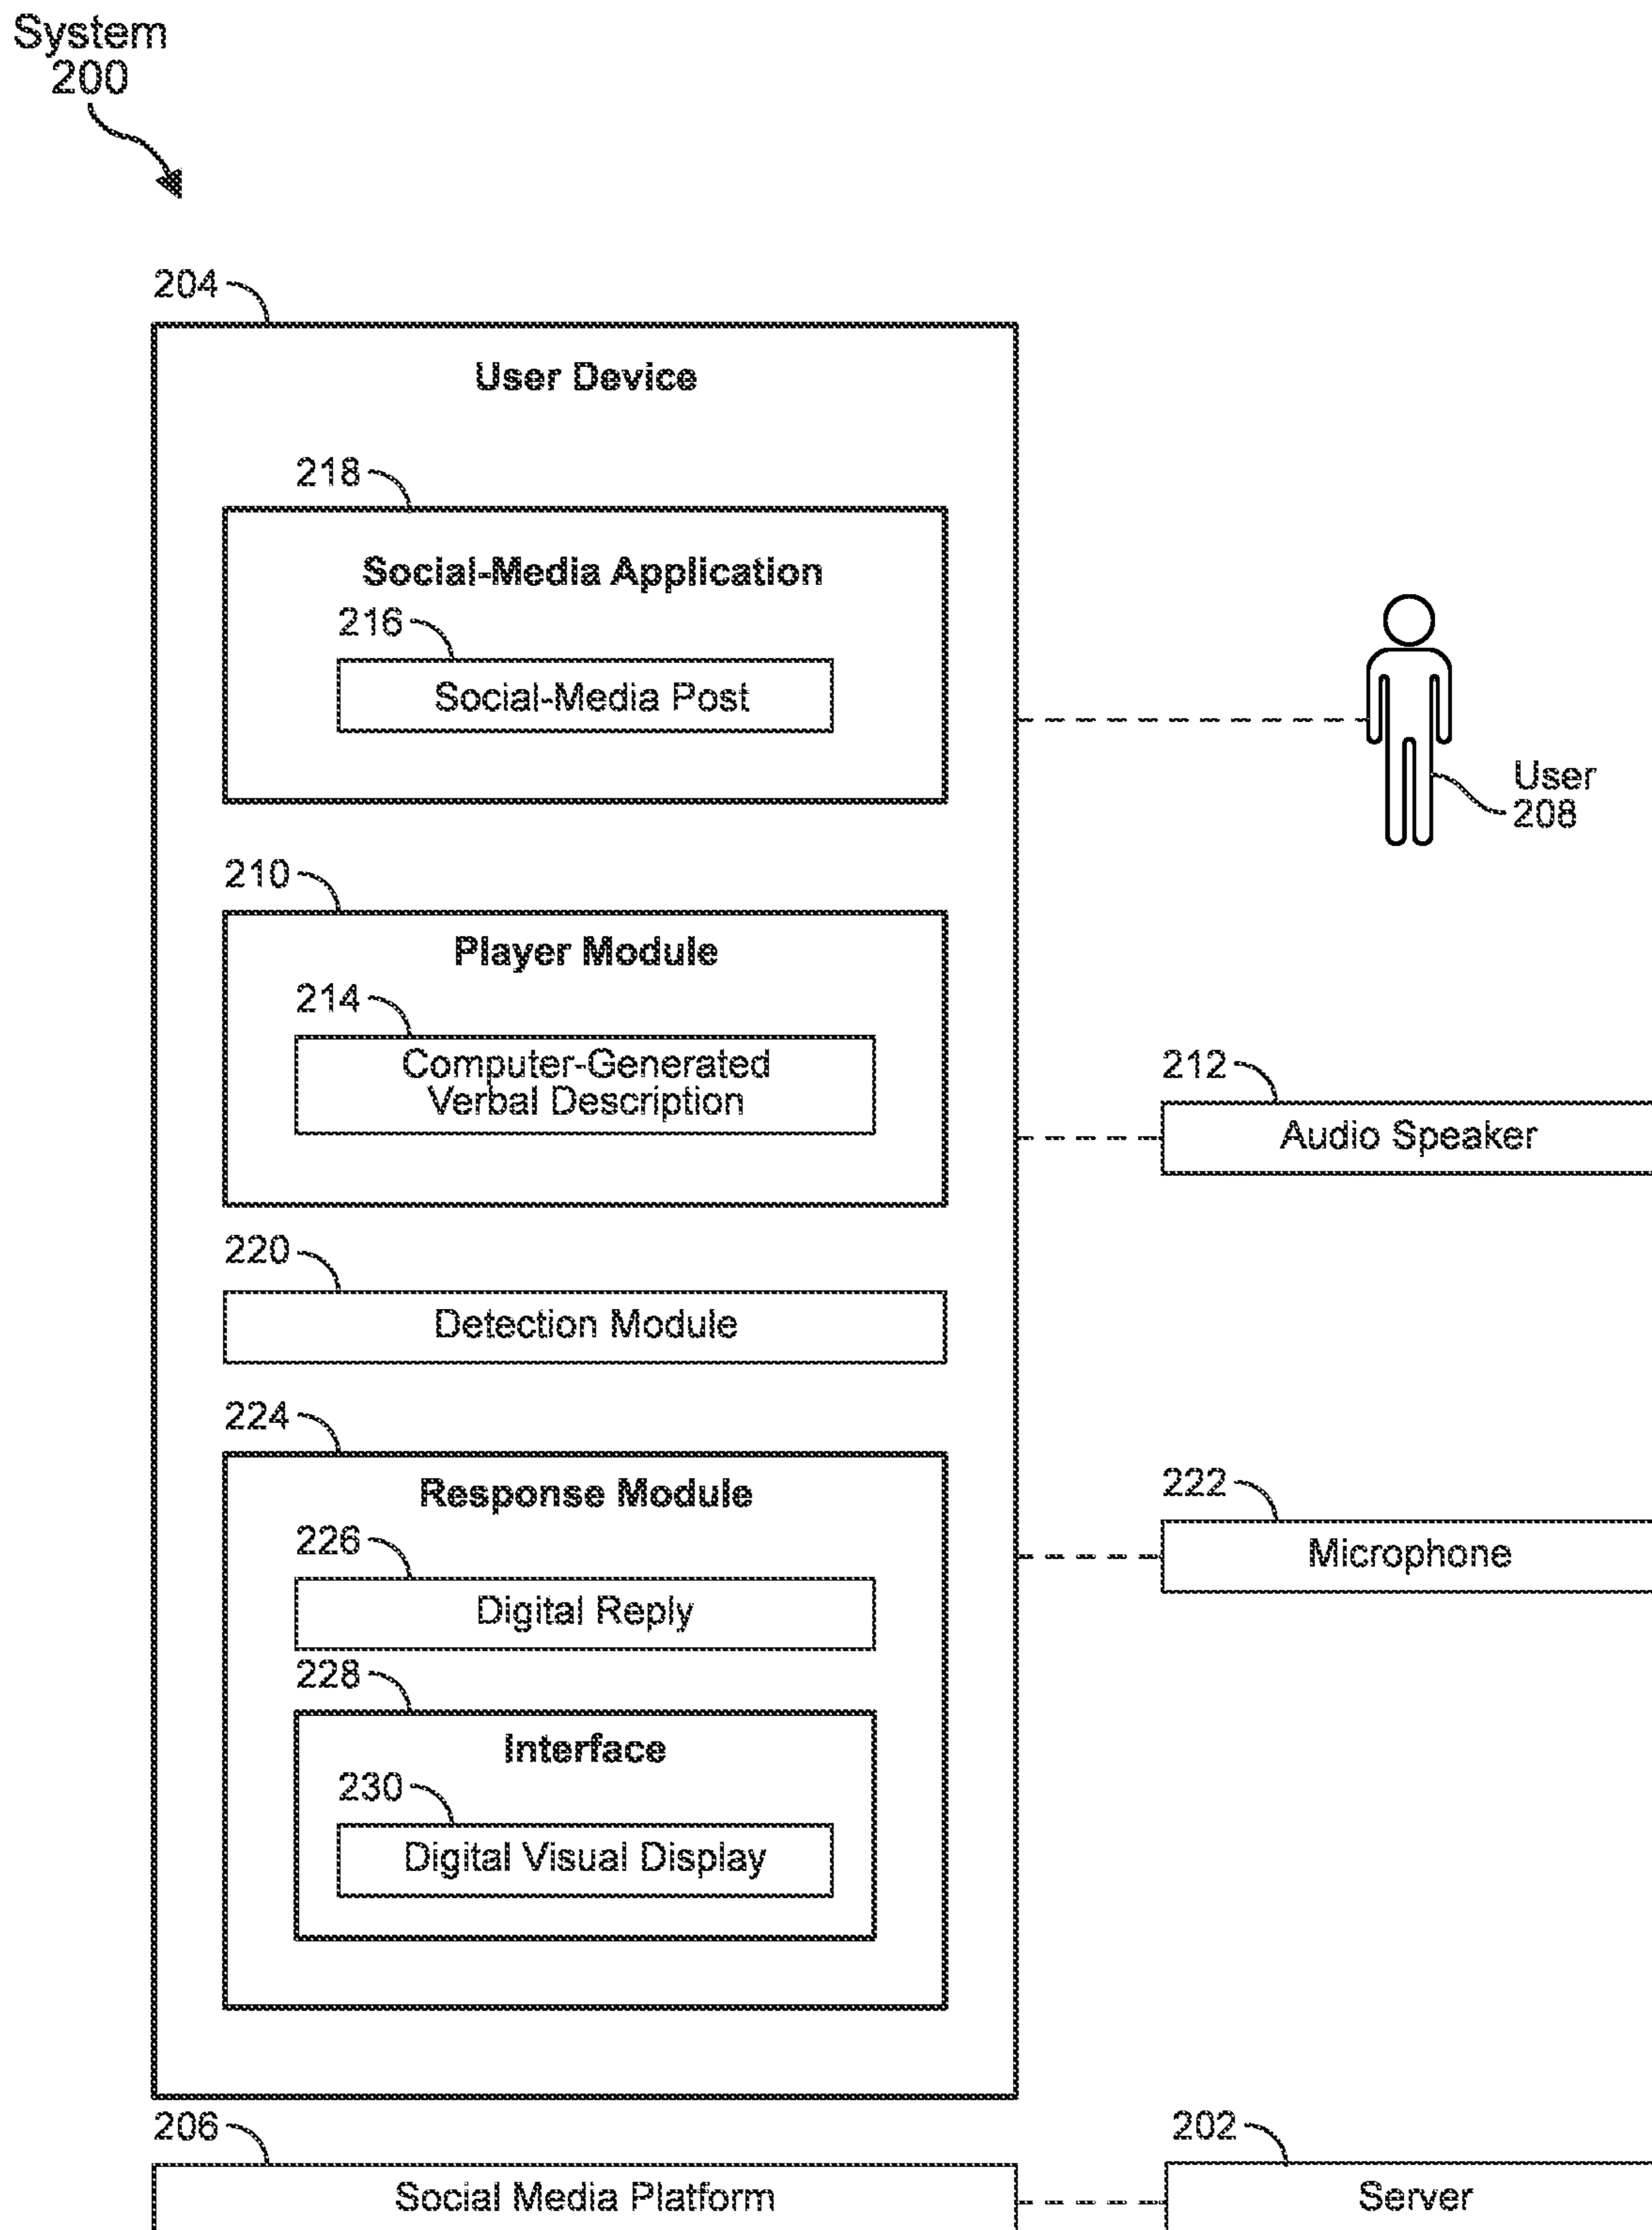 System
200
204
User Device
218
Social-Media Application
216
Social-Media Post
User
208
210
Player Module
214
Computer-Generated
Verbal Description
212
Audio Speaker
220
Detection Module
224
Response Module
226
Digital Reply
222
Microphone
228
Interface
230
Digital Visual Display
206
Social Media Platform
202
Server